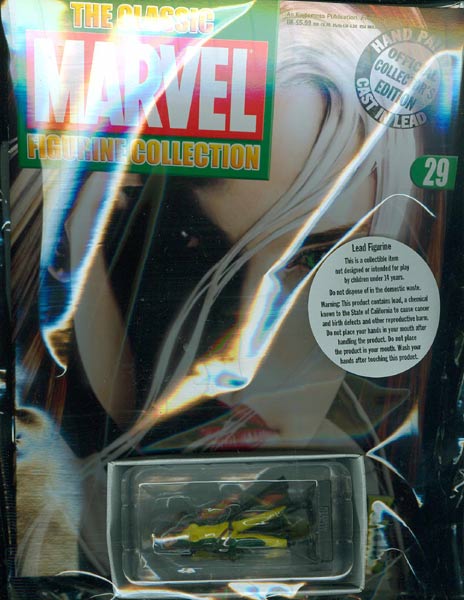 THE CLASSIC
MARVEL
FIGURINE COLLECTION
An Eaglemoss Publication
UK £5.99
HAND PAINTED
OFFICIAL
COLLECTOR'S
EDITION
CAST IN LEAD
29
Lead Figurine
This is a collectible item
not designed or intended for play
by children under 14 years.
Do not dispose of in the domestic waste.
Warning: This product contains lead, a chemical
known to the State of California to cause cancer
and birth defects and other reproductive harm.
Do not place your hands in your mouth after
handling the product. Do not place
the product in your mouth. Wash your
hands after touching this product.